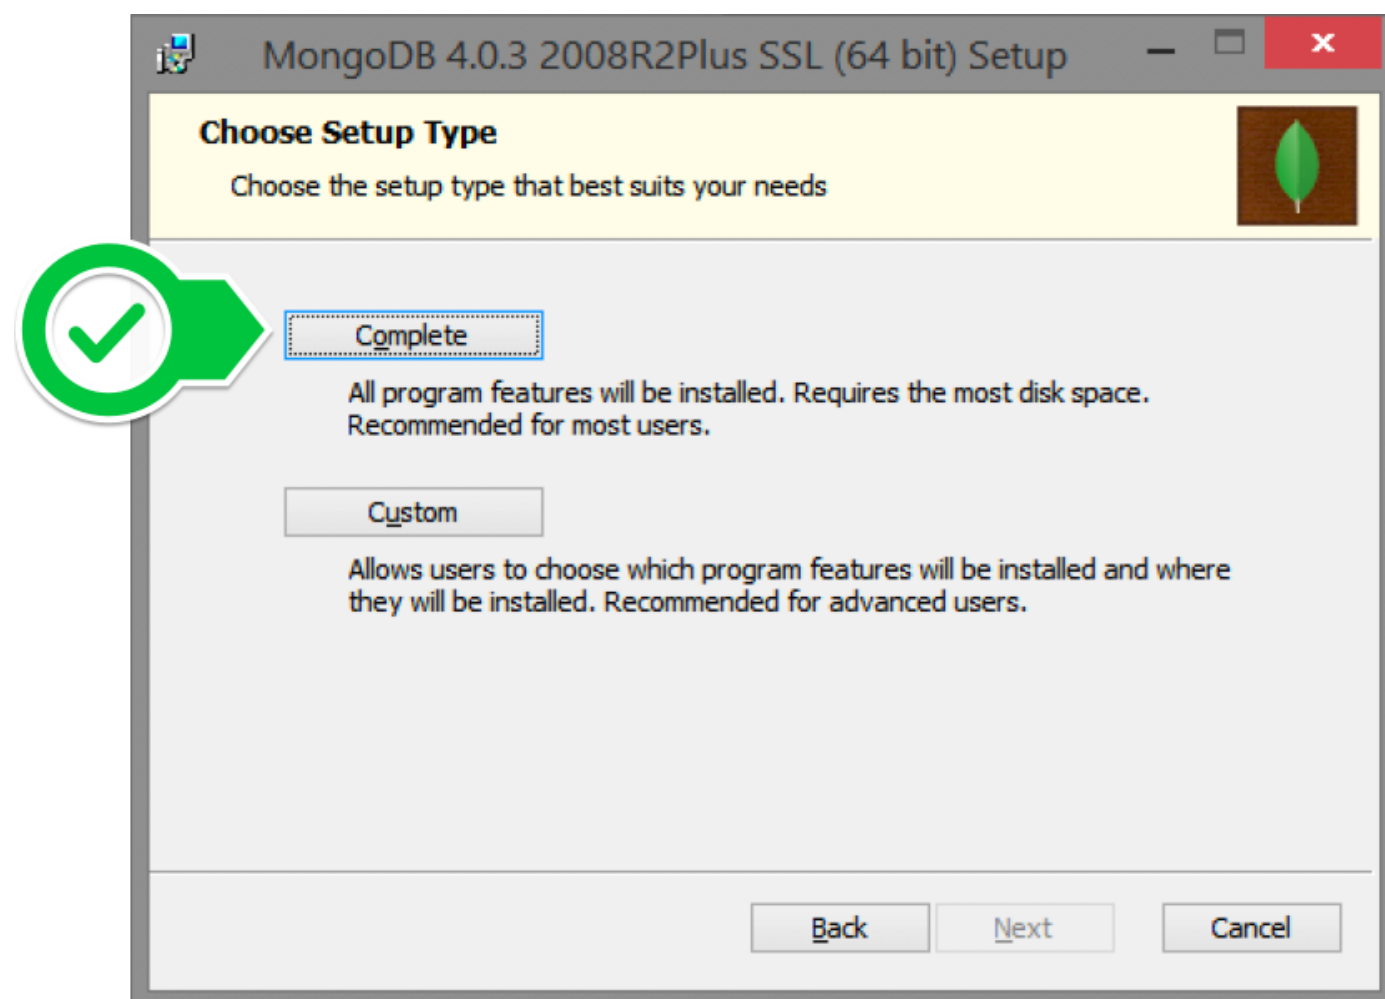 MongoDB 4.0.3 2008R2Plus SSL (64 bit) Setup
Choose Setup Type
Choose the setup type that best suits your needs
Complete
All program features will be installed. Requires the most disk space.
Recommended for most users.
Custom
Allows users to choose which program features will be installed and where
they will be installed. Recommended for advanced users.
Back Next Cancel